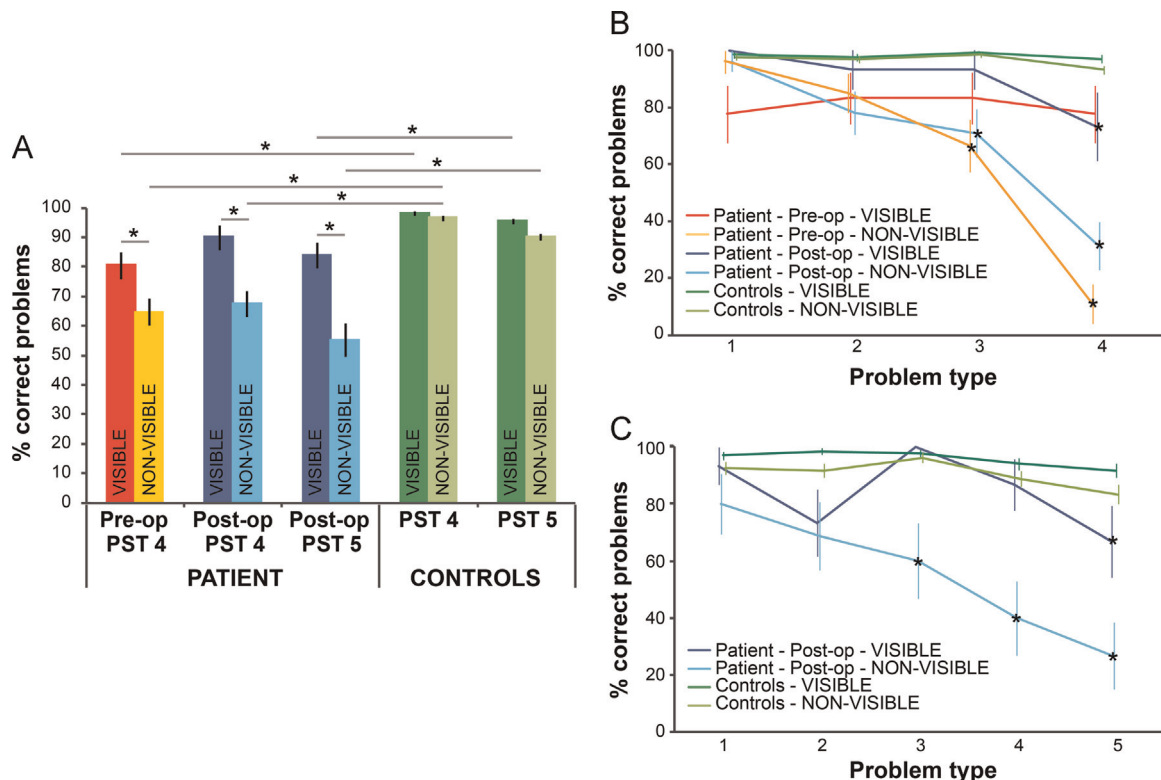 A
*
*
*
*
*
*
*
*
% correct problems
100
90
80
70
60
50
40
30
20
10
0
VISIBLE
NON-VISIBLE
VISIBLE
NON-VISIBLE
VISIBLE
NON-VISIBLE
VISIBLE
NON-VISIBLE
VISIBLE
NON-VISIBLE
Pre-op
PST 4
Post-op
PST 4
Post-op
PST 5
PST 4
PST 5
PATIENT
CONTROLS
B
% correct problems
100
80
60
40
20
0
*
*
*
*
*
Patient - Pre-op - VISIBLE
Patient - Pre-op - NON-VISIBLE
Patient - Post-op - VISIBLE
Patient - Post-op - NON-VISIBLE
Controls - VISIBLE
Controls - NON-VISIBLE
1 2 3 4
Problem type
C
% correct problems
100
80
60
40
20
0
*
*
*
*
Patient - Post-op - VISIBLE
Patient - Post-op - NON-VISIBLE
Controls - VISIBLE
Controls - NON-VISIBLE
1 2 3 4 5
Problem type